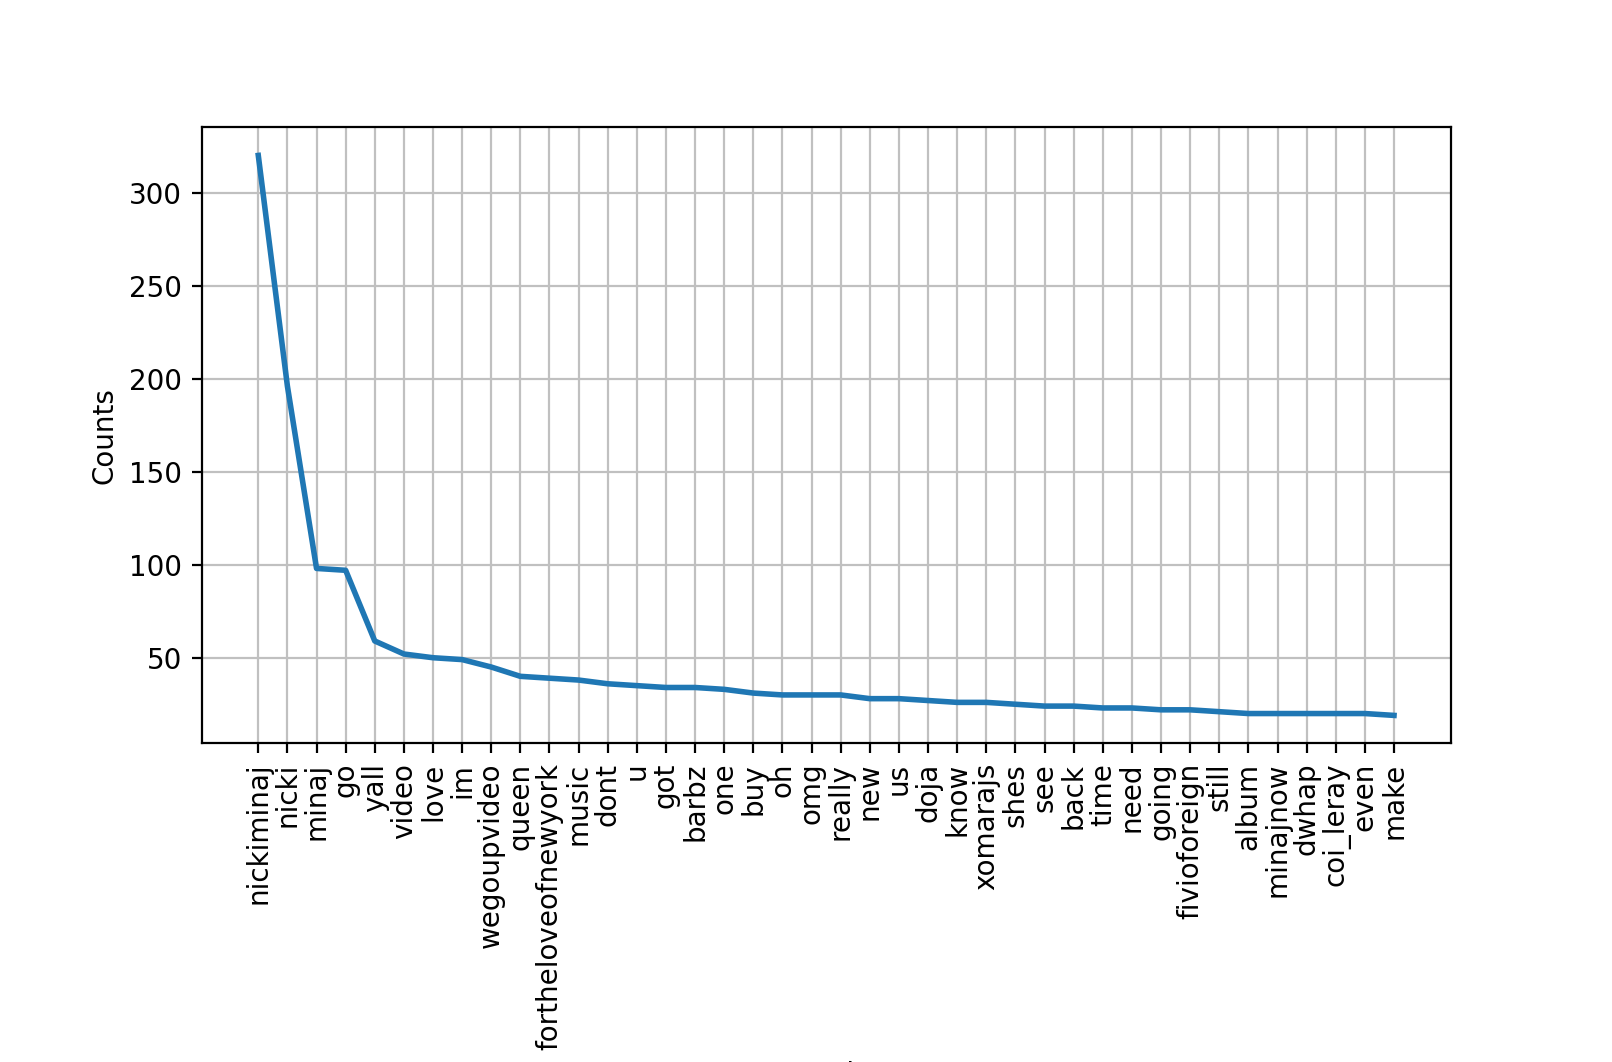 Counts
300
250
200
150
100
50
nickiminaj
nicki
minaj
go
yall
video
love
im
wegoupvideo
queen
fortheloveofnewyork
music
dont
u
got
barbz
one
buy
oh
omg
really
new
us
doja
know
xomarajs
shes
see
back
time
need
going
fivioforeign
still
album
minajnow
dwhap
coi_leray
even
make